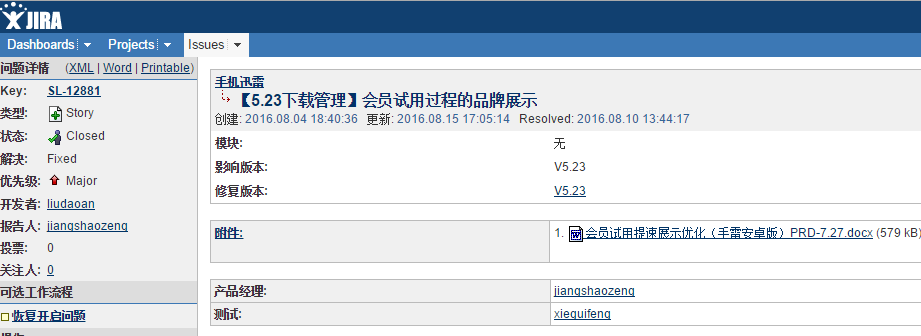 JIRA
Dashboards Projects Issues
问题详情 (XML | Word | Printable)
Key: SL-12881
类型: Story
状态: Closed
解决: Fixed
优先级: Major
开发者: liudaoan
报告人: jiangshaozeng
投票: 0
关注人: 0
可选工作流程
恢复开启问题
手机迅雷
【5.23下载管理】会员试用过程的品牌展示
创建: 2016.08.04 18:40:36 更新: 2016.08.15 17:05:14 Resolved: 2016.08.10 13:44:17
模块: 无
影响版本: V5.23
修复版本: V5.23
附件: 1. 会员试用提速展示优化（手雷安卓版）PRD-7.27.docx (579 kB)
产品经理: jiangshaozeng
测试: xieguifeng